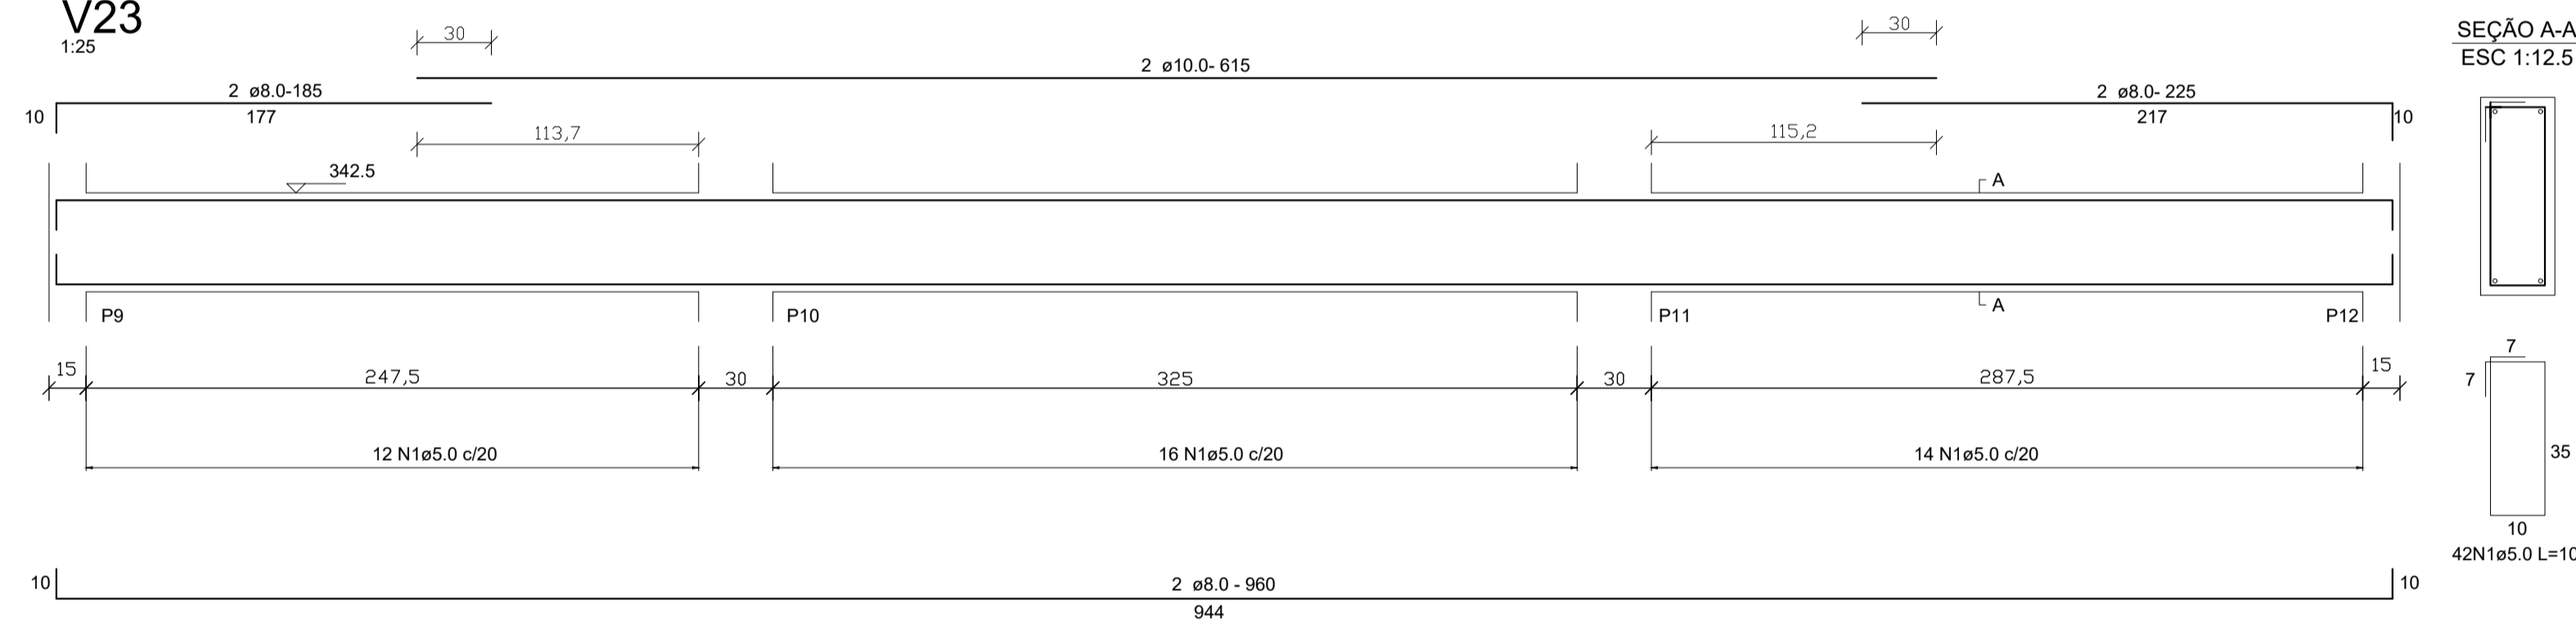 V23
1:25
30
30
SEÇÃO A-A
ESC 1:12.5
2 ø10.0- 615
2 ø8.0-185
177
10
2 ø8.0- 225
217
10
113,7
115,2
342.5
A
A
P9
P10
P11
P12
15
247,5
30
325
30
287,5
15
12 N1ø5.0 c/20
16 N1ø5.0 c/20
14 N1ø5.0 c/20
7
7
35
10
42N1ø5.0 L=10
10
2 ø8.0 - 960
944
10